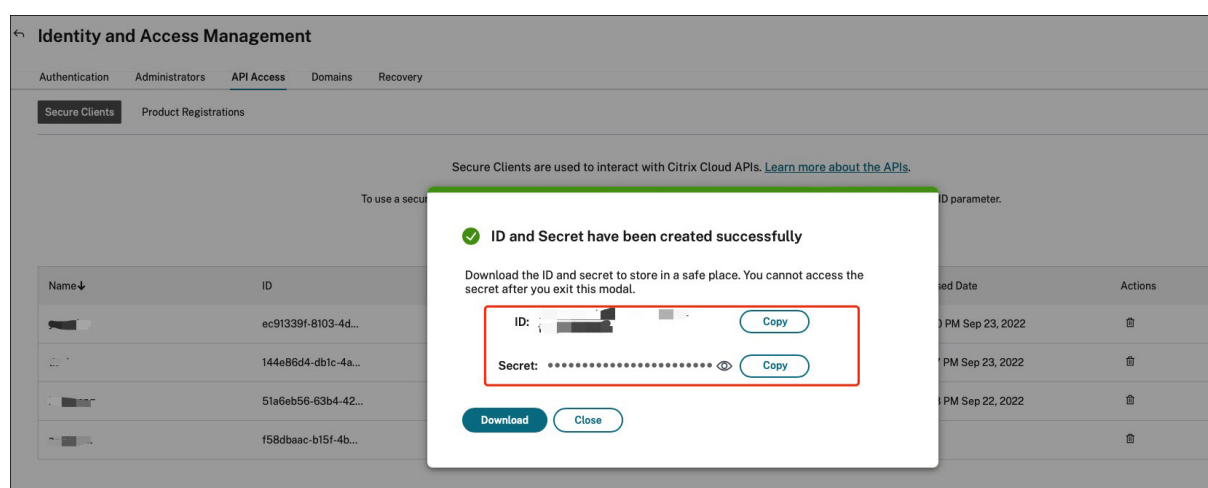 Identity and Access Management
Authentication Administrators API Access Domains Recovery
Secure Clients Product Registrations
Secure Clients are used to interact with Citrix Cloud APIs. Learn more about the APIs.
To use a secur ID parameter.
ID and Secret have been created successfully
Download the ID and secret to store in a safe place. You cannot access the
secret after you exit this modal.
ID: Copy
Secret: •••••••••••••••••••••••• Copy
Download Close
Name↓ ID sed Date Actions
ec91339f-8103-4d... PM Sep 23, 2022
144e86d4-db1c-4a... PM Sep 23, 2022
51a6eb56-63b4-42... PM Sep 22, 2022
f58dbaac-b15f-4b...